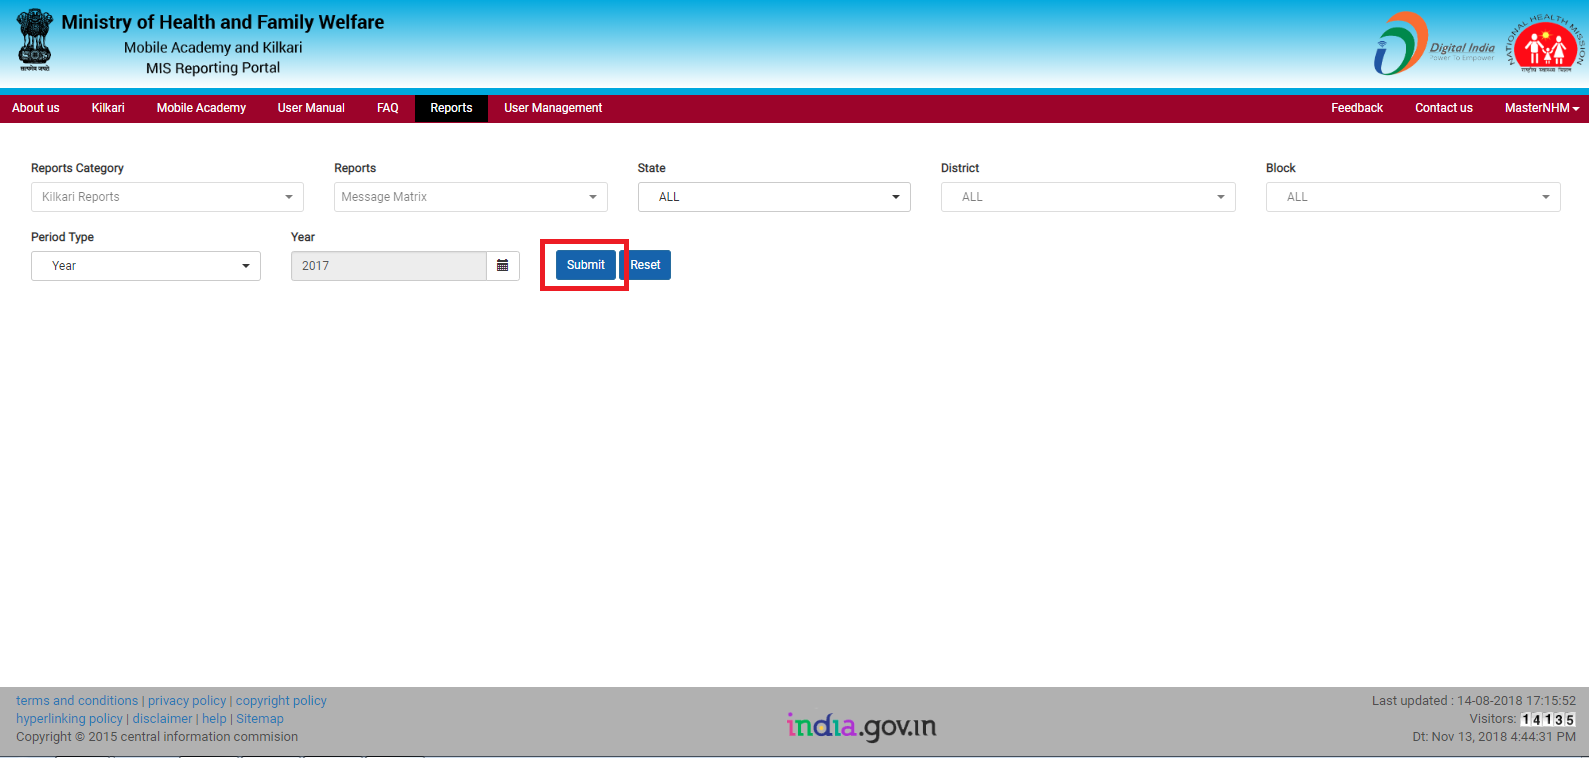 Ministry of Health and Family Welfare
Mobile Academy and Kilkari
MIS Reporting Portal
सत्यमेव जयते
Digital India
Power To Empower
NATIONAL HEALTH MISSION
राष्ट्रीय स्वास्थ्य मिशन
About us Kilkari Mobile Academy User Manual FAQ Reports User Management Feedback Contact us MasterNHM
Reports Category Reports State District Block
Kilkari Reports Message Matrix ALL ALL ALL
Period Type Year
Year 2017 Submit Reset
terms and conditions | privacy policy | copyright policy
hyperlinking policy | disclaimer | help | Sitemap
Copyright © 2015 central information commision
india.gov.in
Last updated : 14-08-2018 17:15:52
Visitors: 14135
Dt: Nov 13, 2018 4:44:31 PM